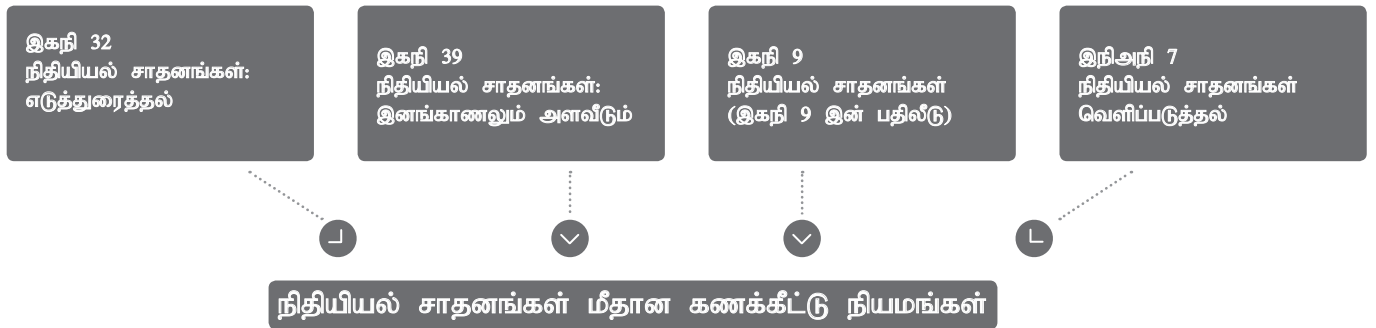 இகநி 32
நிதியியல் சாதனங்கள்:
எடுத்துரைத்தல்
இகநி 39
நிதியியல் சாதனங்கள்:
இனங்காணலும் அளவீடும்
இகநி 9
நிதியியல் சாதனங்கள்
(இகநி 9 இன் பதிலீடு)
இநிஅநி 7
நிதியியல் சாதனங்கள்
வெளிப்படுத்தல்
நிதியியல் சாதனங்கள் மீதான கணக்கீட்டு நியமங்கள்